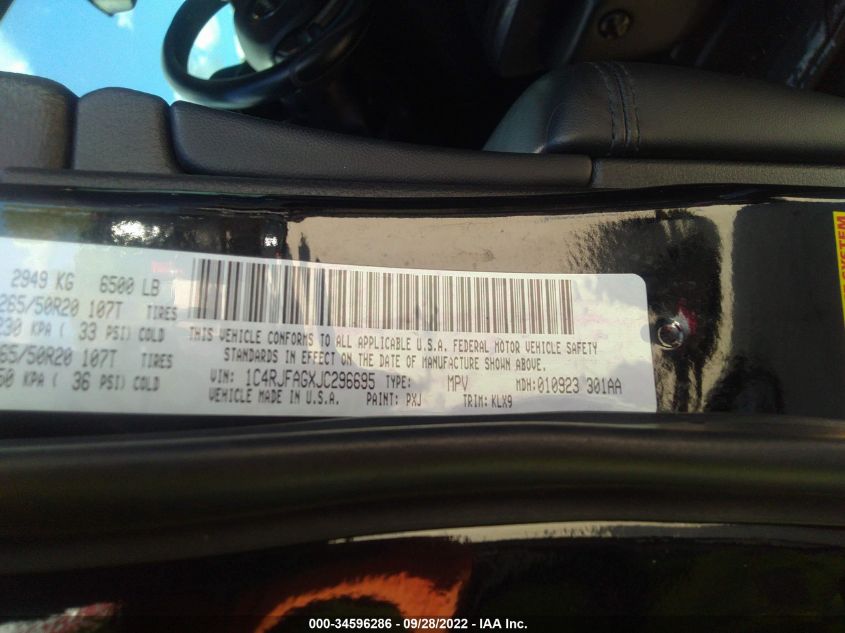 2949 KG 6500 LB
265/50R20 107T TIRES
230 KPA ( 33 PSI) COLD
65/50R20 107T TIRES
50 KPA ( 36 PSI) COLD
THIS VEHICLE CONFORMS TO ALL APPLICABLE U.S.A. FEDERAL MOTOR VEHICLE SAFETY
STANDARDS IN EFFECT ON THE DATE OF MANUFACTURE SHOWN ABOVE.
VIN: 1C4RJFAGXJC296695 TYPE: MPV MDH:010923 301AA
VEHICLE MADE IN U.S.A. PAINT: PXJ TRIM: KLX9
SYSTEM
000-34596286 - 09/28/2022 - IAA Inc.